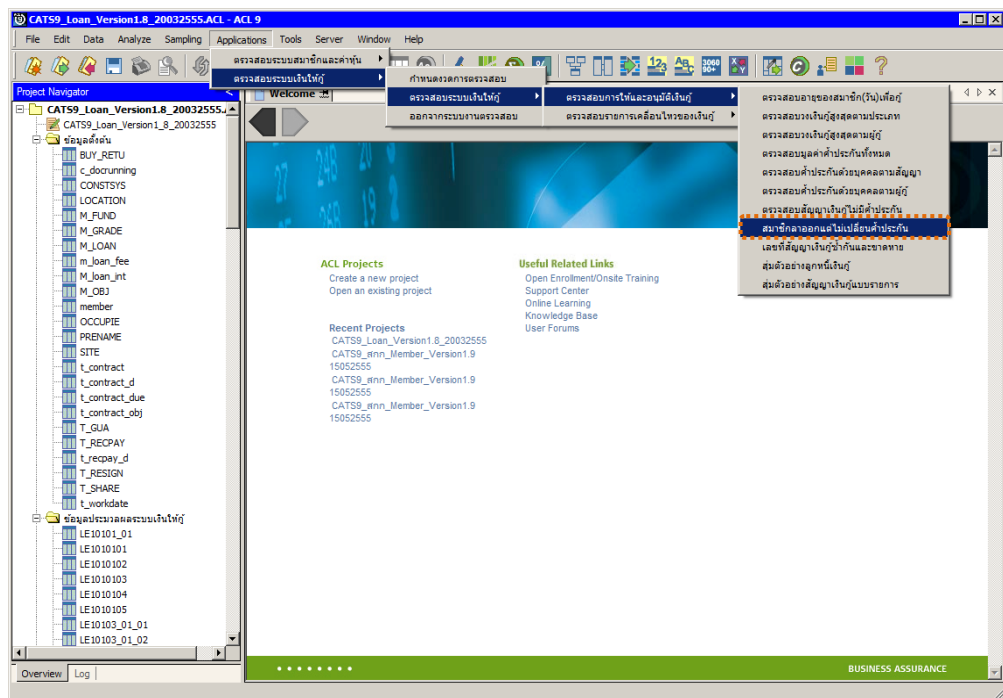 CATS9_Loan_Version1.8_20032555.ACL - ACL 9
File Edit Data Analyze Sampling Applications Tools Server Window Help
ตรวจสอบระบบสมาชิกและค่าหุ้น
ตรวจสอบระบบเงินให้กู้
กำหนดงวดการตรวจสอบ
ตรวจสอบระบบเงินให้กู้
ออกจากระบบงานตรวจสอบ
ตรวจสอบการให้และอนุมัติเงินกู้
ตรวจสอบรายการเคลื่อนไหวของเงินกู้
ตรวจสอบอายุของสมาชิก(วัน)เพื่อกู้
ตรวจสอบวงเงินกู้สูงสุดตามประเภท
ตรวจสอบวงเงินกู้สูงสุดตามผู้กู้
ตรวจสอบมูลค่าค้ำประกันทั้งหมด
ตรวจสอบค้ำประกันด้วยบุคคลตามสัญญา
ตรวจสอบค้ำประกันด้วยบุคคลตามผู้กู้
ตรวจสอบสัญญาเงินกู้ไม่มีค้ำประกัน
สมาชิกลาออกแต่ไม่เปลี่ยนค้ำประกัน
เลขที่สัญญาเงินกู้ซ้ำกันและขาดหาย
สุ่มตัวอย่างลูกหนี้เงินกู้
สุ่มตัวอย่างสัญญาเงินกู้แบบรายการ
Project Navigator
Welcome
CATS9_Loan_Version1.8_20032555.
CATS9_Loan_Version1_8_20032555
ข้อมูลตั้งต้น
BUY_RETU
c_docrunning
CONSTSYS
LOCATION
M_FUND
M_GRADE
M_LOAN
m_loan_fee
M_loan_int
M_OBJ
member
OCCUPIE
PRENAME
SITE
t_contract
t_contract_d
t_contract_due
t_contract_obj
T_GUA
T_RECPAY
t_recpay_d
T_RESIGN
T_SHARE
t_workdate
ข้อมูลประมวลผลระบบเงินให้กู้
LE10101_01
LE1010101
LE1010102
LE1010103
LE1010104
LE1010105
LE10103_01_01
LE10103_01_02
Overview Log
ACL Projects
Create a new project
Open an existing project
Recent Projects
CATS9_Loan_Version1.8_20032555
CATS9_สกก_Member_Version1.9
15052555
CATS9_สกก_Member_Version1.9
15052555
CATS9_สกก_Member_Version1.9
15052555
Useful Related Links
Open Enrollment/Onsite Training
Support Center
Online Learning
Knowledge Base
User Forums
BUSINESS ASSURANCE